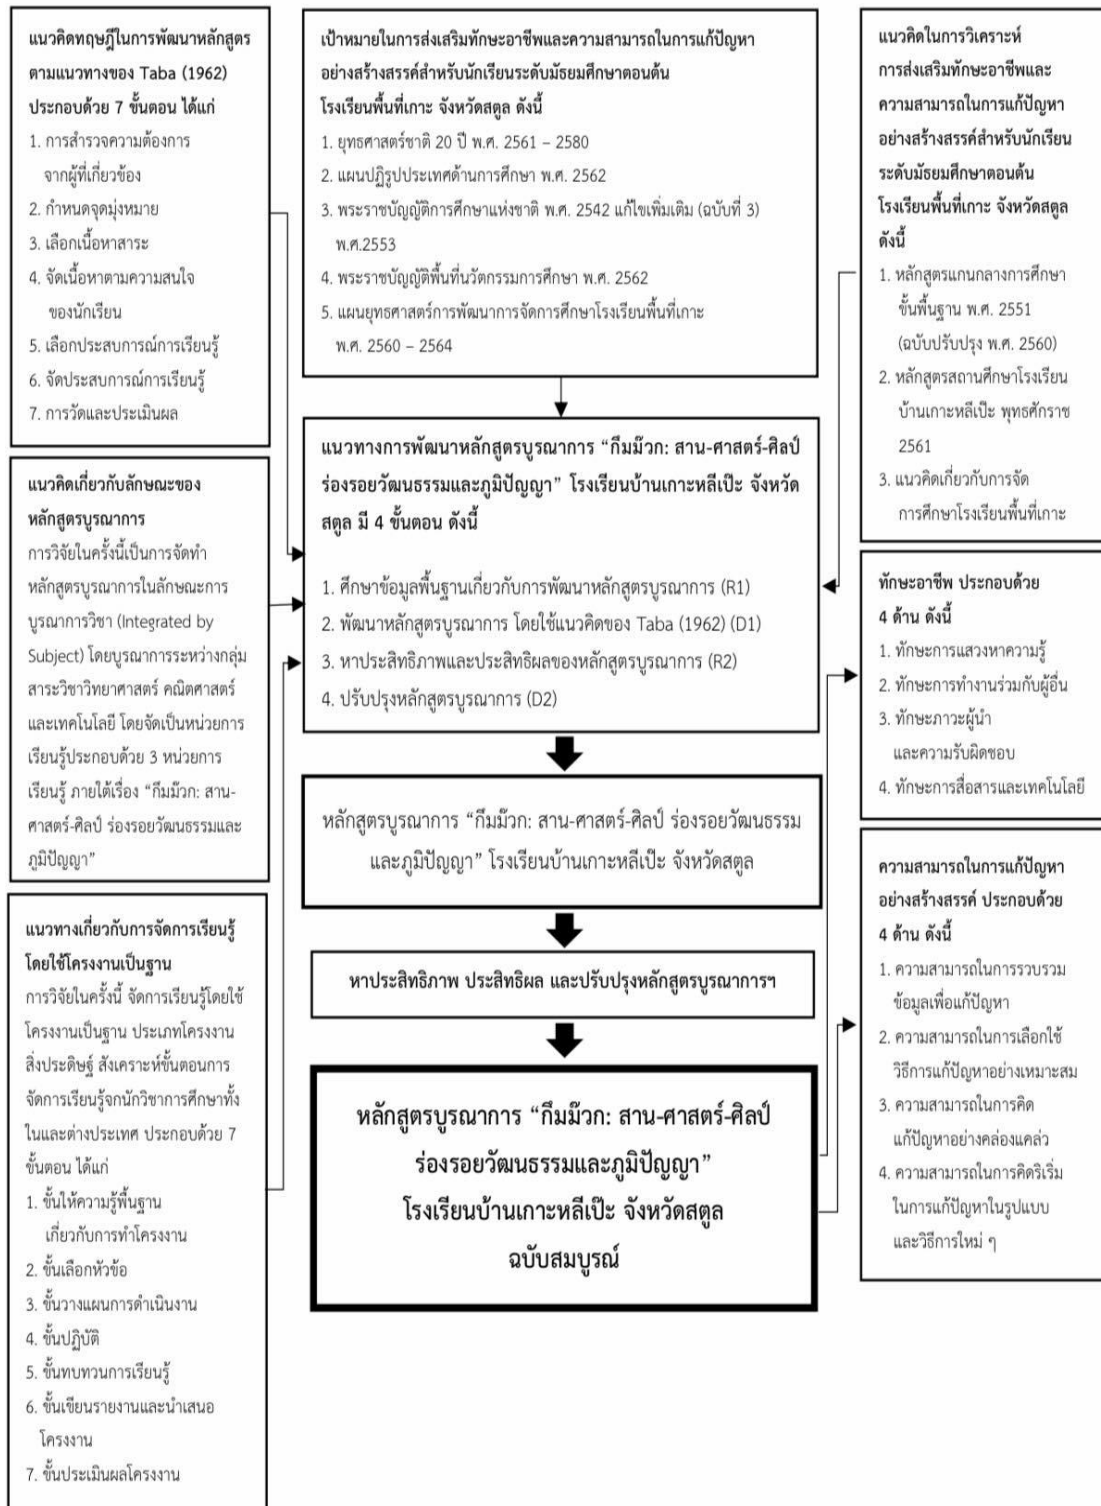 แนวคิดทฤษฎีในการพัฒนาหลักสูตร
ตามแนวทางของ Taba (1962)
ประกอบด้วย 7 ขั้นตอน ได้แก่
1. การสำรวจความต้องการ
จากผู้ที่เกี่ยวข้อง
2. กำหนดจุดมุ่งหมาย
3. เลือกเนื้อหาสาระ
4. จัดเนื้อหาตามความสนใจ
ของนักเรียน
5. เลือกประสบการณ์การเรียนรู้
6. จัดประสบการณ์การเรียนรู้
7. การวัดและประเมินผล
แนวคิดเกี่ยวกับลักษณะของ
หลักสูตรบูรณาการ
การวิจัยในครั้งนี้เป็นการจัดทำ
หลักสูตรบูรณาการในลักษณะการ
บูรณาการวิชา (Integrated by
Subject) โดยบูรณาการระหว่างกลุ่ม
สาระวิชาวิทยาศาสตร์ คณิตศาสตร์
และเทคโนโลยี โดยจัดเป็นหน่วยการ
เรียนรู้ประกอบด้วย 3 หน่วยการ
เรียนรู้ ภายใต้เรื่อง “กึมม๊วก: สาน-
ศาสตร์-ศิลป์ ร่องรอยวัฒนธรรมและ
ภูมิปัญญา”
แนวทางเกี่ยวกับการจัดการเรียนรู้
โดยใช้โครงงานเป็นฐาน
การวิจัยในครั้งนี้ จัดการเรียนรู้โดยใช้
โครงงานเป็นฐาน ประเภทโครงงาน
สิ่งประดิษฐ์ สังเคราะห์ขั้นตอนการ
จัดการเรียนรู้จกนักวิชาการศึกษาทั้ง
ในและต่างประเทศ ประกอบด้วย 7
ขั้นตอน ได้แก่
1. ขั้นให้ความรู้พื้นฐาน
เกี่ยวกับการทำโครงงาน
2. ขั้นเลือกหัวข้อ
3. ขั้นวางแผนการดำเนินงาน
4. ขั้นปฏิบัติ
5. ขั้นทบทวนการเรียนรู้
6. ขั้นเขียนรายงานและนำเสนอ
โครงงาน
7. ขั้นประเมินผลโครงงาน
เป้าหมายในการส่งเสริมทักษะอาชีพและความสามารถในการแก้ปัญหา
อย่างสร้างสรรค์สำหรับนักเรียนระดับมัธยมศึกษาตอนต้น
โรงเรียนพื้นที่เกาะ จังหวัดสตูล ดังนี้
1. ยุทธศาสตร์ชาติ 20 ปี พ.ศ. 2561 – 2580
2. แผนปฏิรูปประเทศด้านการศึกษา พ.ศ. 2562
3. พระราชบัญญัติการศึกษาแห่งชาติ พ.ศ. 2542 แก้ไขเพิ่มเติม (ฉบับที่ 3)
พ.ศ.2553
4. พระราชบัญญัติพื้นที่นวัตกรรมการศึกษา พ.ศ. 2562
5. แผนยุทธศาสตร์การพัฒนาการจัดการศึกษาโรงเรียนพื้นที่เกาะ
พ.ศ. 2560 – 2564
แนวทางการพัฒนาหลักสูตรบูรณาการ “กึมม๊วก: สาน-ศาสตร์-ศิลป์
ร่องรอยวัฒนธรรมและภูมิปัญญา” โรงเรียนบ้านเกาะหลีเป๊ะ จังหวัด
สตูล มี 4 ขั้นตอน ดังนี้
1. ศึกษาข้อมูลพื้นฐานเกี่ยวกับการพัฒนาหลักสูตรบูรณาการ (R1)
2. พัฒนาหลักสูตรบูรณาการ โดยใช้แนวคิดของ Taba (1962) (D1)
3. หาประสิทธิภาพและประสิทธิผลของหลักสูตรบูรณาการ (R2)
4. ปรับปรุงหลักสูตรบูรณาการ (D2)
หลักสูตรบูรณาการ “กึมม๊วก: สาน-ศาสตร์-ศิลป์ ร่องรอยวัฒนธรรม
และภูมิปัญญา” โรงเรียนบ้านเกาะหลีเป๊ะ จังหวัดสตูล
หาประสิทธิภาพ ประสิทธิผล และปรับปรุงหลักสูตรบูรณาการฯ
หลักสูตรบูรณาการ “กึมม๊วก: สาน-ศาสตร์-ศิลป์
ร่องรอยวัฒนธรรมและภูมิปัญญา”
โรงเรียนบ้านเกาะหลีเป๊ะ จังหวัดสตูล
ฉบับสมบูรณ์
แนวคิดในการวิเคราะห์
การส่งเสริมทักษะอาชีพและ
ความสามารถในการแก้ปัญหา
อย่างสร้างสรรค์สำหรับนักเรียน
ระดับมัธยมศึกษาตอนต้น
โรงเรียนพื้นที่เกาะ จังหวัดสตูล
ดังนี้
1. หลักสูตรแกนกลางการศึกษา
ขั้นพื้นฐาน พ.ศ. 2551
(ฉบับปรับปรุง พ.ศ. 2560)
2. หลักสูตรสถานศึกษาโรงเรียน
บ้านเกาะหลีเป๊ะ พุทธศักราช
2561
3. แนวคิดเกี่ยวกับการจัด
การศึกษาโรงเรียนพื้นที่เกาะ
ทักษะอาชีพ ประกอบด้วย
4 ด้าน ดังนี้
1. ทักษะการแสวงหาความรู้
2. ทักษะการทำงานร่วมกับผู้อื่น
3. ทักษะภาวะผู้นำ
และความรับผิดชอบ
4. ทักษะการสื่อสารและเทคโนโลยี
ความสามารถในการแก้ปัญหา
อย่างสร้างสรรค์ ประกอบด้วย
4 ด้าน ดังนี้
1. ความสามารถในการรวบรวม
ข้อมูลเพื่อแก้ปัญหา
2. ความสามารถในการเลือกใช้
วิธีการแก้ปัญหาอย่างเหมาะสม
3. ความสามารถในการคิด
แก้ปัญหาอย่างคล่องแคล่ว
4. ความสามารถในการคิดริเริ่ม
ในการแก้ปัญหาในรูปแบบ
และวิธีการใหม่ ๆ